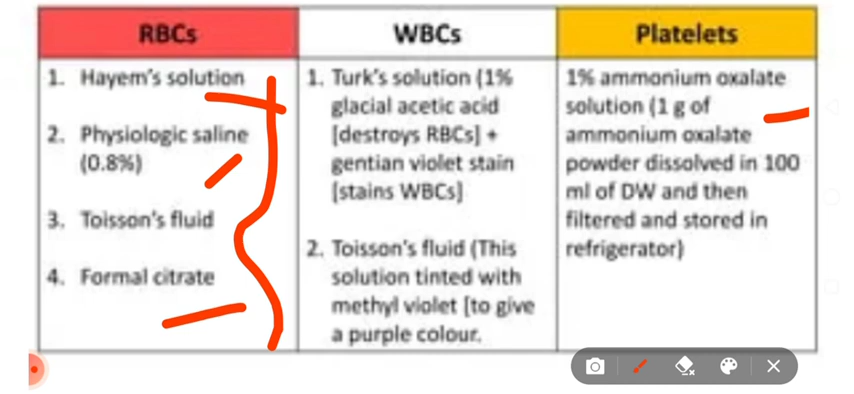 RBCs
WBCs
Platelets
1. Hayem's solution
2. Physiologic saline
(0.8%)
3. Toisson's fluid
4. Formal citrate
1. Turk's solution (1%
glacial acetic acid
[destroys RBCs] +
gentian violet stain
[stains WBCs]
2. Toisson's fluid (This
solution tinted with
methyl violet [to give
a purple colour.
1% ammonium oxalate
solution (1 g of
ammonium oxalate
powder dissolved in 100
ml of DW and then
filtered and stored in
refrigerator)